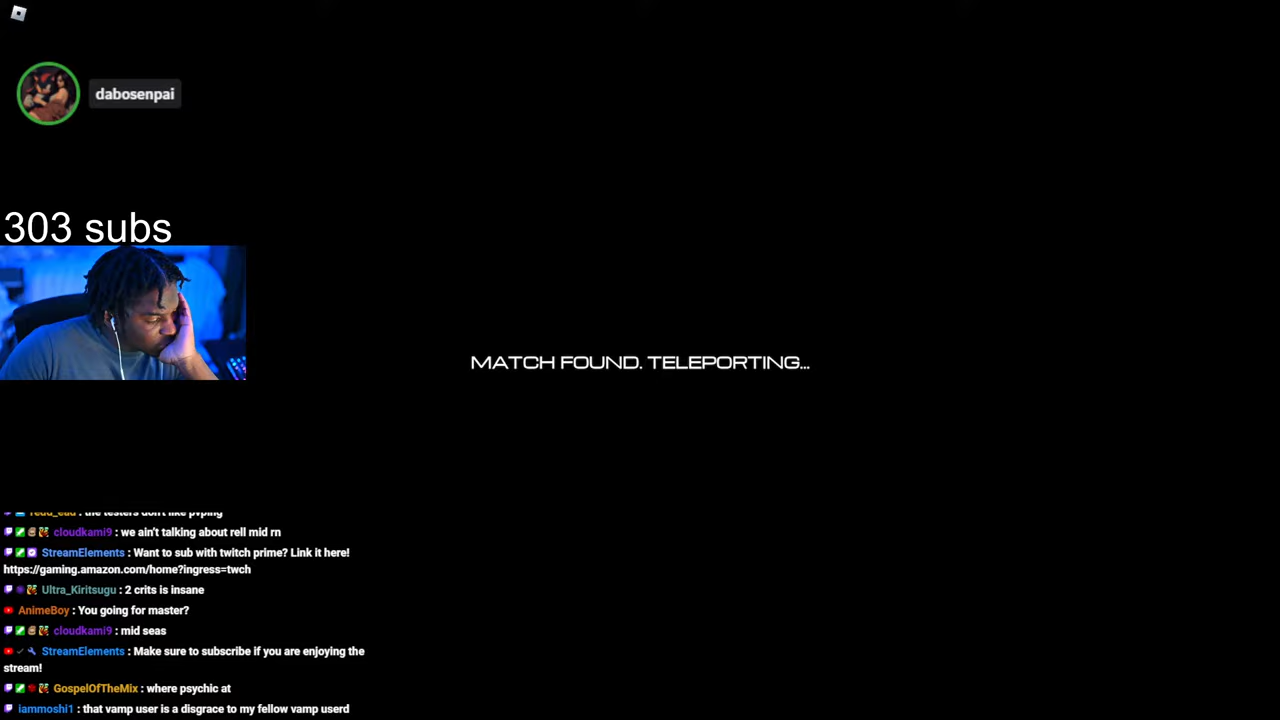 dabosenpai
303 subs
MATCH FOUND. TELEPORTING...
redd_ead : the testers don't like pvping
cloudkami9 : we ain't talking about rell mid rn
StreamElements : Want to sub with twitch prime? Link it here!
https://gaming.amazon.com/home?ingress=twch
Ultra_Kiritsugu : 2 crits is insane
AnimeBoy : You going for master?
cloudkami9 : mid seas
StreamElements : Make sure to subscribe if you are enjoying the
stream!
GospelOfTheMix : where psychic at
iammoshi1 : that vamp user is a disgrace to my fellow vamp userd